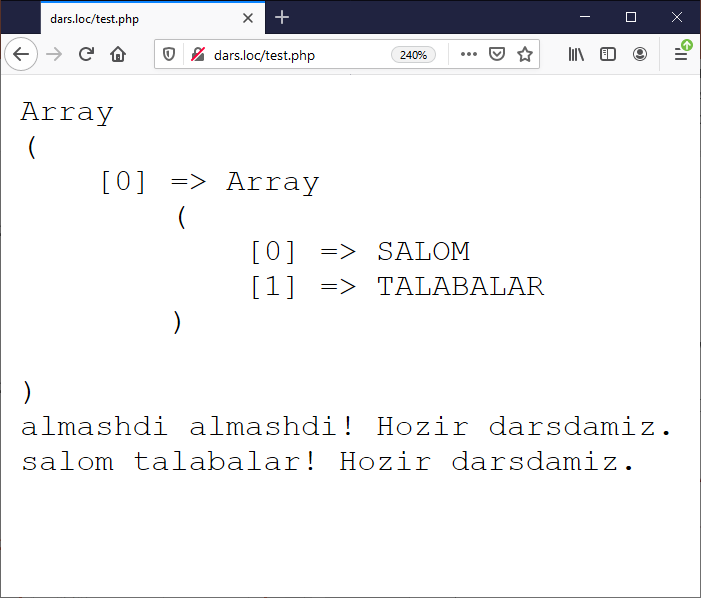 dars.loc/test.php
dars.loc/test.php 240%
Array
(
    [0] => Array
        (
            [0] => SALOM
            [1] => TALABALAR
        )

)
almashdi almashdi! Hozir darsdamiz.
salom talabalar! Hozir darsdamiz.